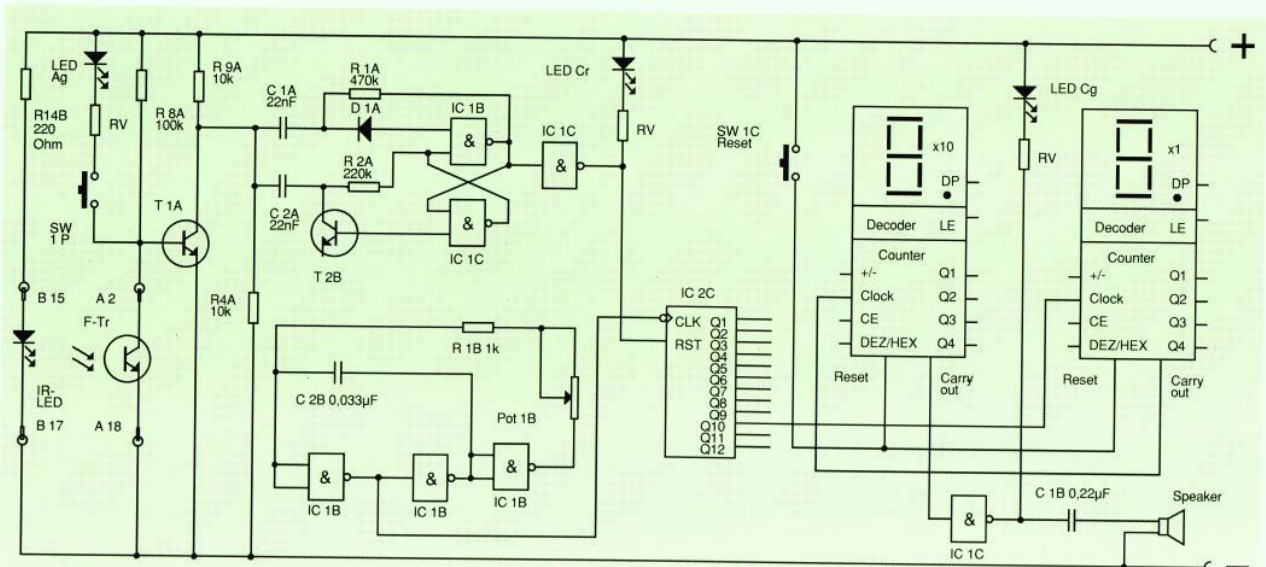 LED
Ag
R14B
220
Ohm
RV
SW
1 P
B 15
A 2
F-Tr
IR-
LED
B 17
A 18
R 8A
100k
R 9A
10k
T 1A
R4A
10k
C 1A
22nF
R 1A
470k
D 1A
R 2A
220k
C 2A
22nF
T 2B
IC 1B
&
&
IC 1C
IC 1C
&
LED Cr
RV
R 1B 1k
C 2B 0,033µF
Pot 1B
&
IC 1B
&
IC 1B
&
IC 1B
IC 2C
CLK
RST
Q1
Q2
Q3
Q4
Q5
Q6
Q7
Q8
Q9
Q10
Q11
Q12
SW 1C
Reset
x10
DP
Decoder LE
Counter
+/- Q1
Clock Q2
CE Q3
DEZ/HEX Q4
Reset
Carry
out
LED Cg
RV
x1
DP
Decoder LE
Counter
+/- Q1
Clock Q2
CE Q3
DEZ/HEX Q4
Reset
Carry
out
&
IC 1C
C 1B 0,22µF
Speaker
+
−